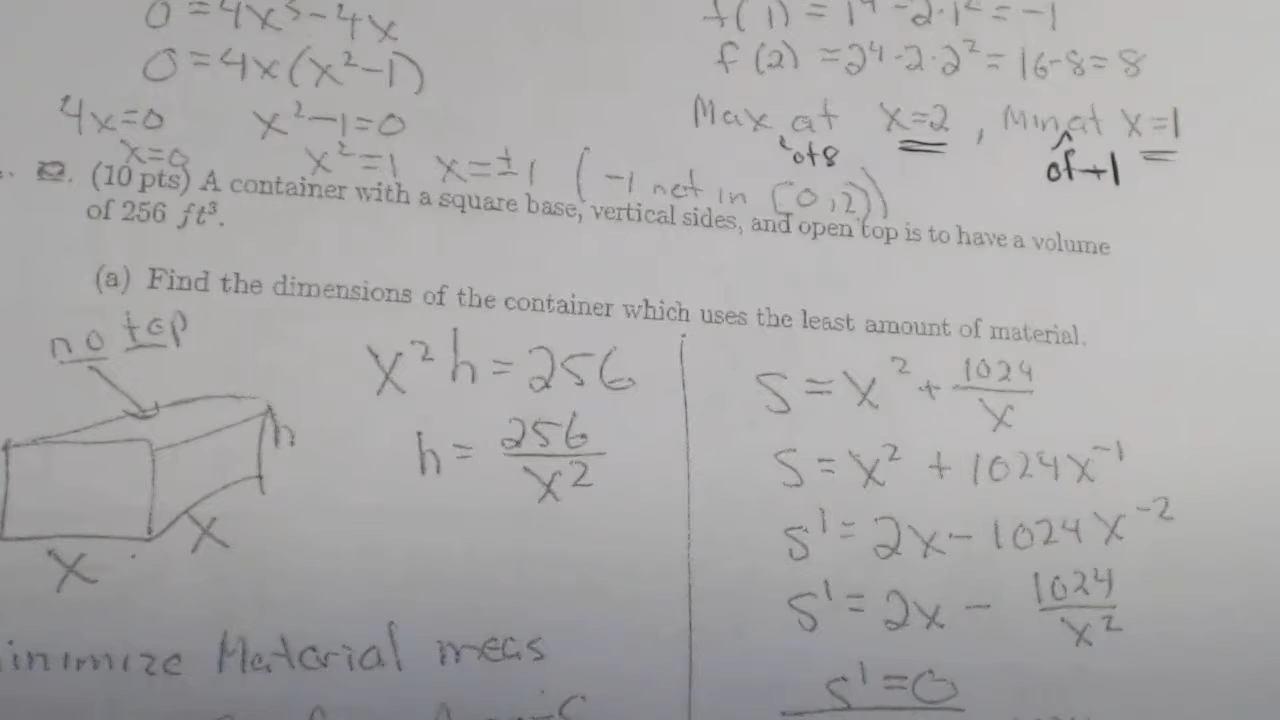 0 = 4x³ - 4x
0 = 4x(x² - 1)
4x = 0    x² - 1 = 0
x = 0    x² = 1    x = ±1    (-1 not in [0,2])
f(1) = 1⁴ - 2·1² = -1
f(2) = 2⁴ - 2·2² = 16 - 8 = 8
Max at x=2, Min at x=1
of 8    of -1
2. (10 pts) A container with a square base, vertical sides, and open top is to have a volume
of 256 ft³.
(a) Find the dimensions of the container which uses the least amount of material.
no top
h
x
x
x²h = 256
h = 256/x²
inimize Material meas
S = x² + 1024/x
S = x² + 1024x⁻¹
S' = 2x - 1024x⁻²
S' = 2x - 1024/x²
S' = 0